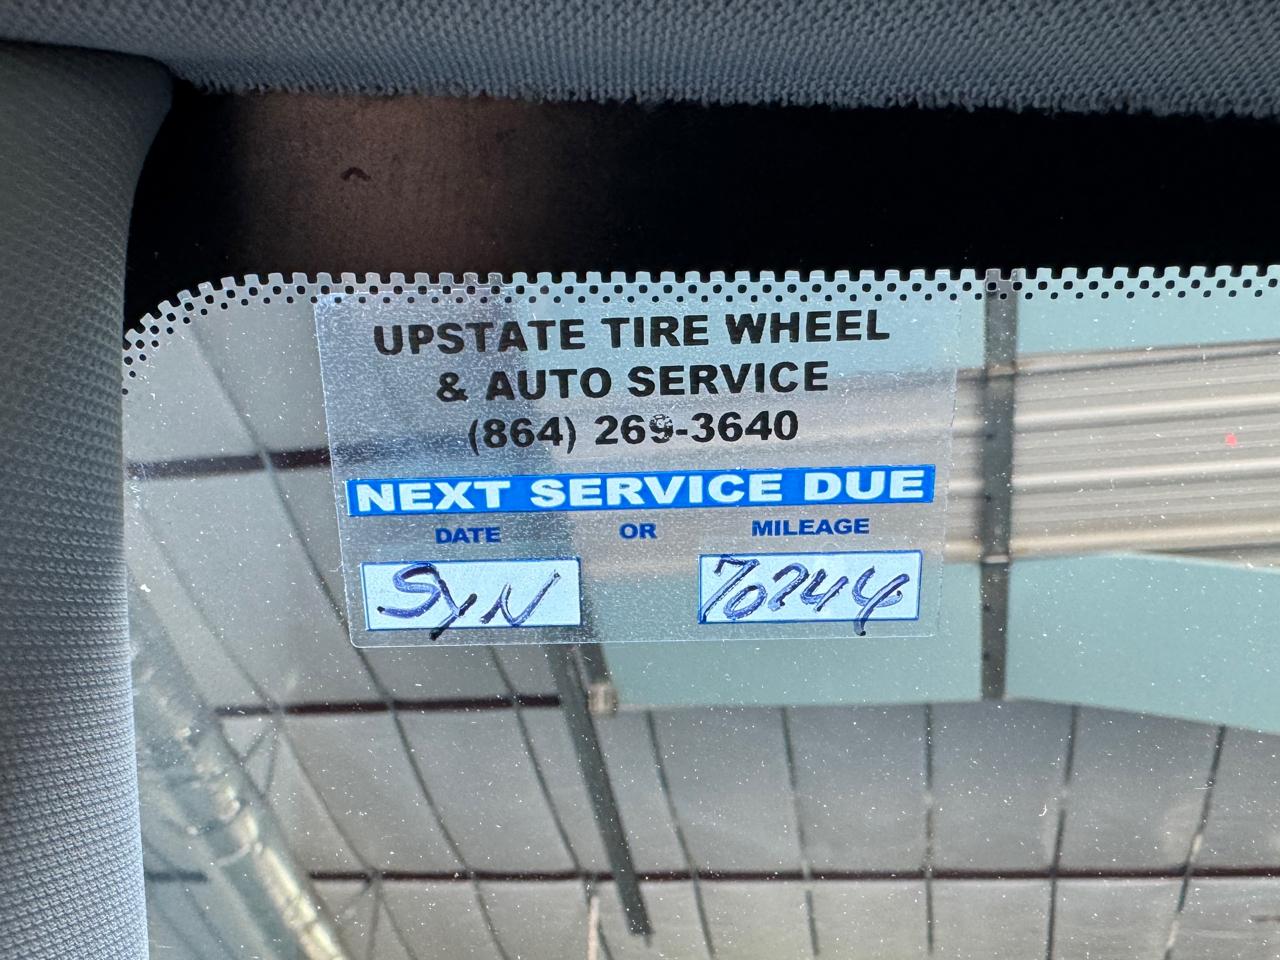 UPSTATE TIRE WHEEL
& AUTO SERVICE
(864) 269-3640
NEXT SERVICE DUE
DATE OR MILEAGE
SYN 70244